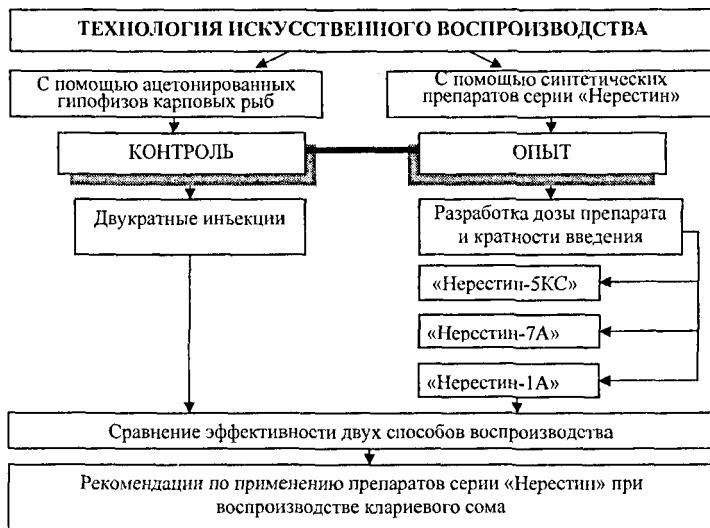 ТЕХНОЛОГИЯ ИСКУССТВЕННОГО ВОСПРОИЗВОДСТВА
С помощью ацетонированных
гипофизов карповых рыб
С помощью синтетических
препаратов серии «Нерестин»
КОНТРОЛЬ
ОПЫТ
Двукратные инъекции
Разработка дозы препарата
и кратности введения
«Нерестин-5КС»
«Нерестин-7А»
«Нерестин-1А»
Сравнение эффективности двух способов воспроизводства
Рекомендации по применению препаратов серии «Нерестин» при
воспроизводстве клариевого сома